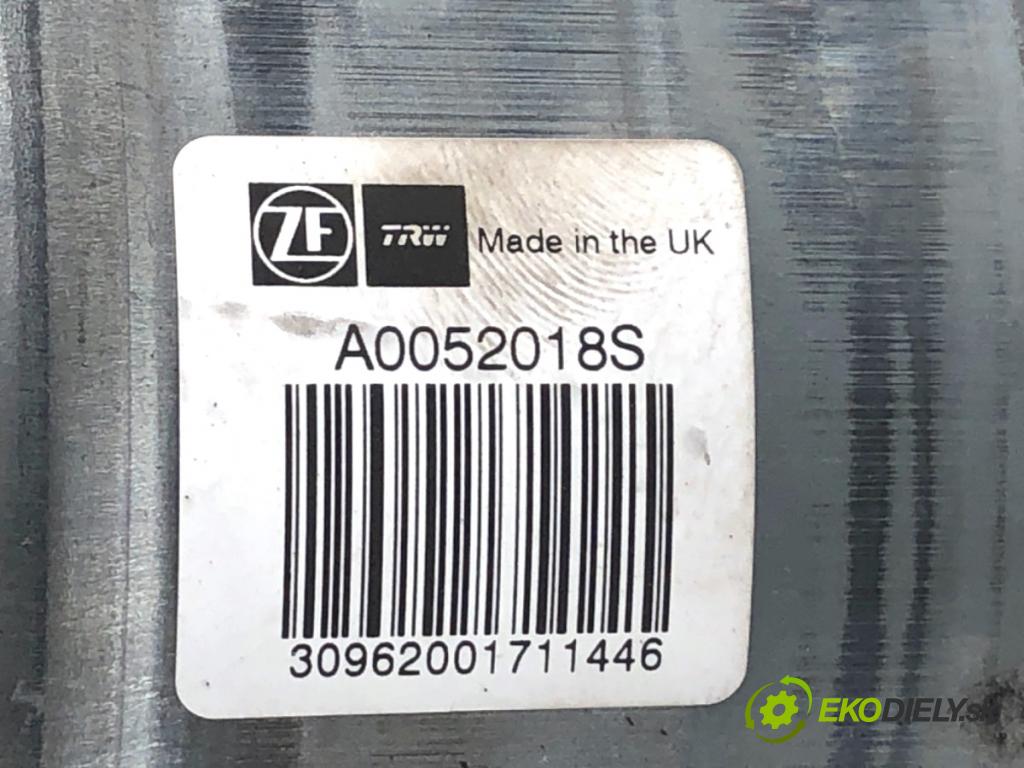 ZF TRW Made in the UK
A0052018S
30962001711446
EKODIELY.sk